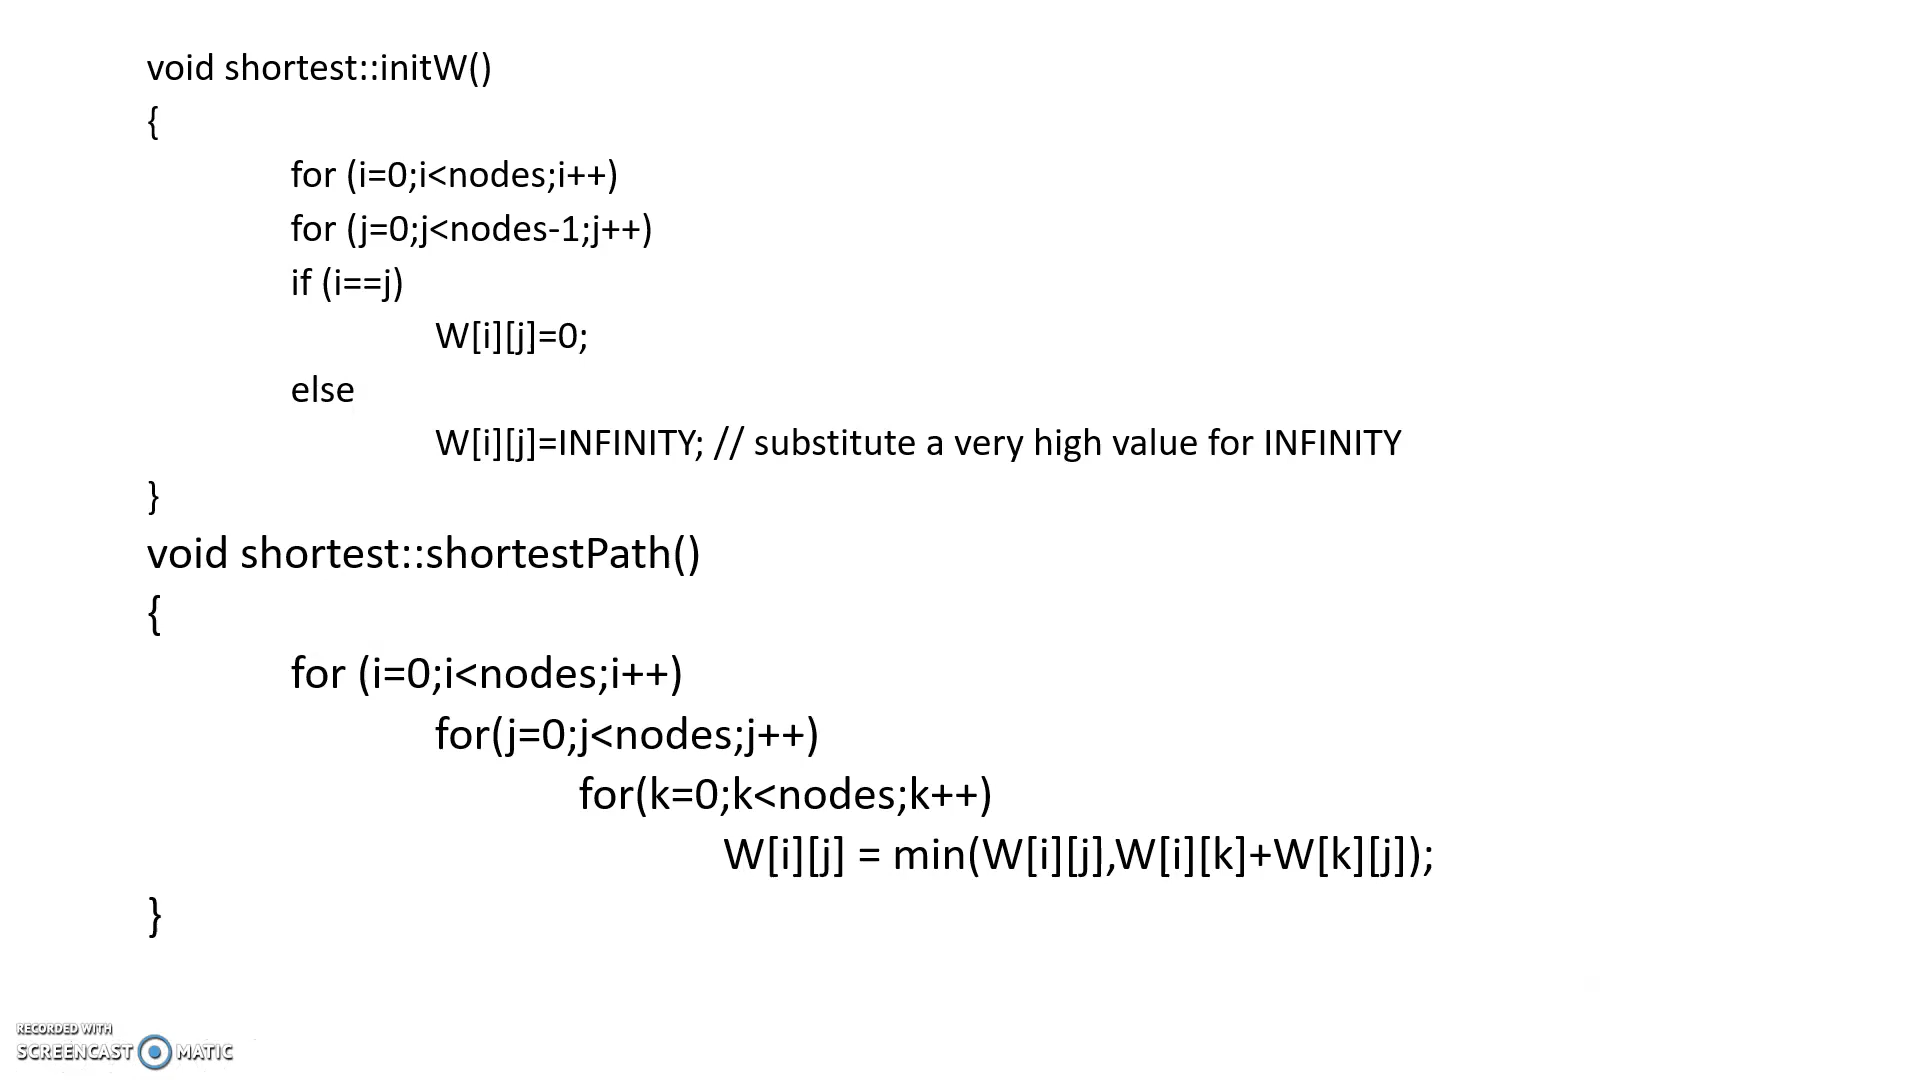 void shortest::initW()
{
for (i=0;i<nodes;i++)
for (j=0;j<nodes-1;j++)
if (i==j)
W[i][j]=0;
else
W[i][j]=INFINITY; // substitute a very high value for INFINITY
}
void shortest::shortestPath()
{
for (i=0;i<nodes;i++)
for(j=0;j<nodes;j++)
for(k=0;k<nodes;k++)
W[i][j] = min(W[i][j],W[i][k]+W[k][j]);
}
RECORDED WITH
SCREENCAST MATIC